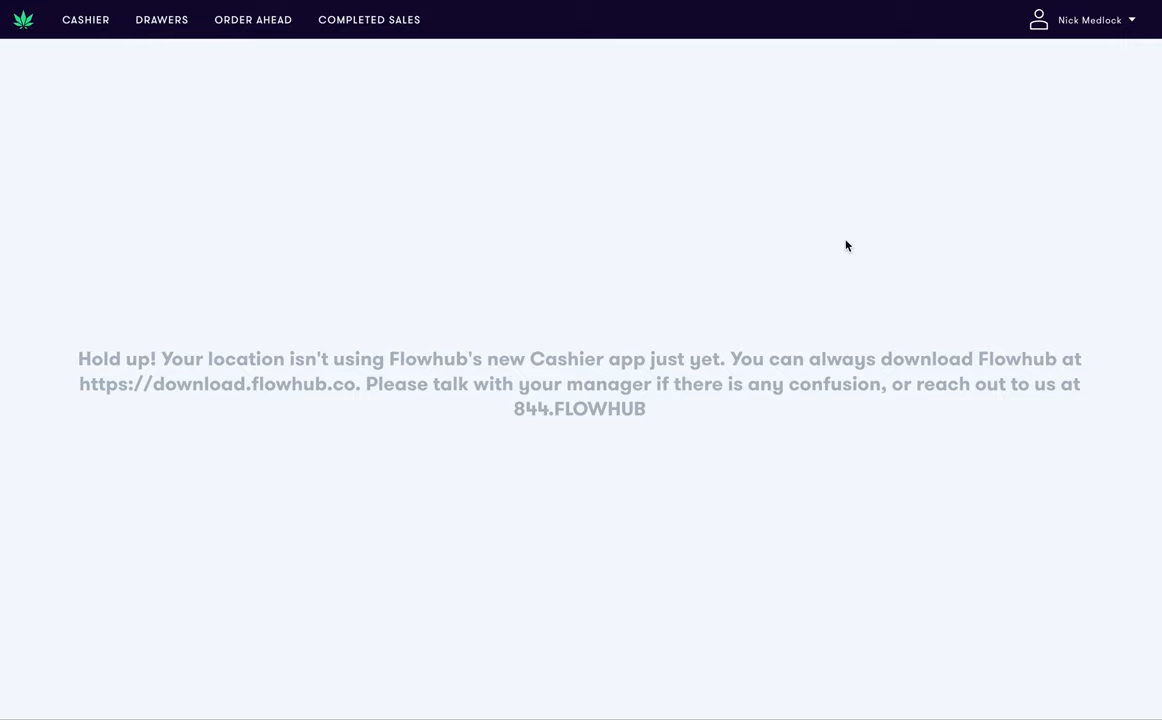 CASHIER DRAWERS ORDER AHEAD COMPLETED SALES Nick Medlock
Hold up! Your location isn't using Flowhub's new Cashier app just yet. You can always download Flowhub at
https://download.flowhub.co. Please talk with your manager if there is any confusion, or reach out to us at
844.FLOWHUB